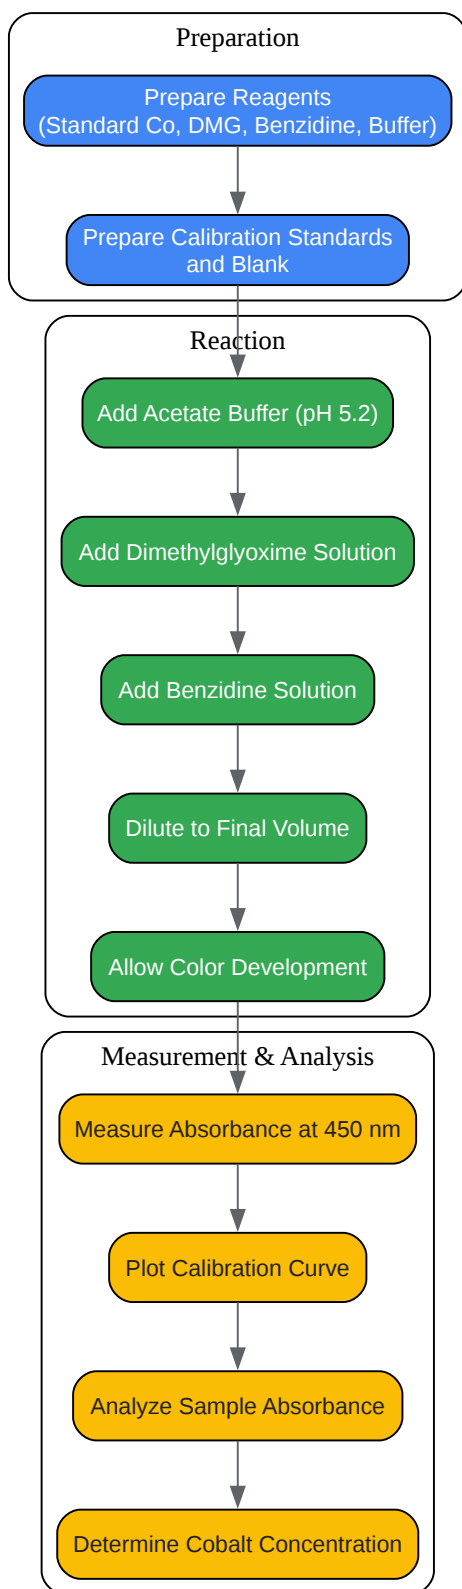 Preparation
Prepare Reagents
(Standard Co, DMG, Benzidine, Buffer)
Prepare Calibration Standards
and Blank
Reaction
Add Acetate Buffer (pH 5.2)
Add Dimethylglyoxime Solution
Add Benzidine Solution
Dilute to Final Volume
Allow Color Development
Measurement & Analysis
Measure Absorbance at 450 nm
Plot Calibration Curve
Analyze Sample Absorbance
Determine Cobalt Concentration